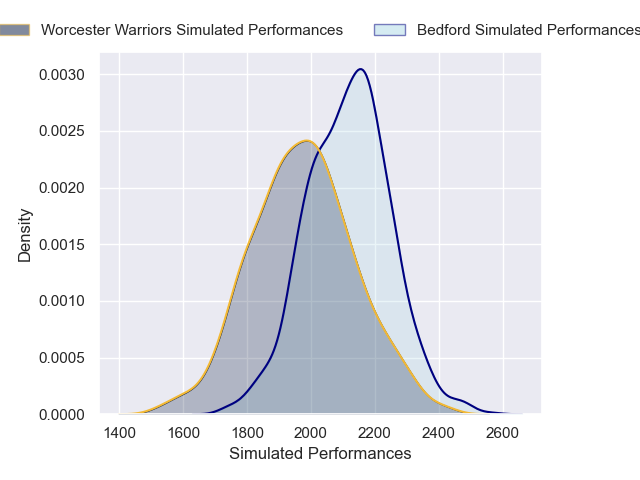 Worcester Warriors Simulated Performances
Bedford Simulated Performances
0.0030
0.0025
0.0020
0.0015
0.0010
0.0005
0.0000
Density
1400 1600 1800 2000 2200 2400 2600
Simulated Performances